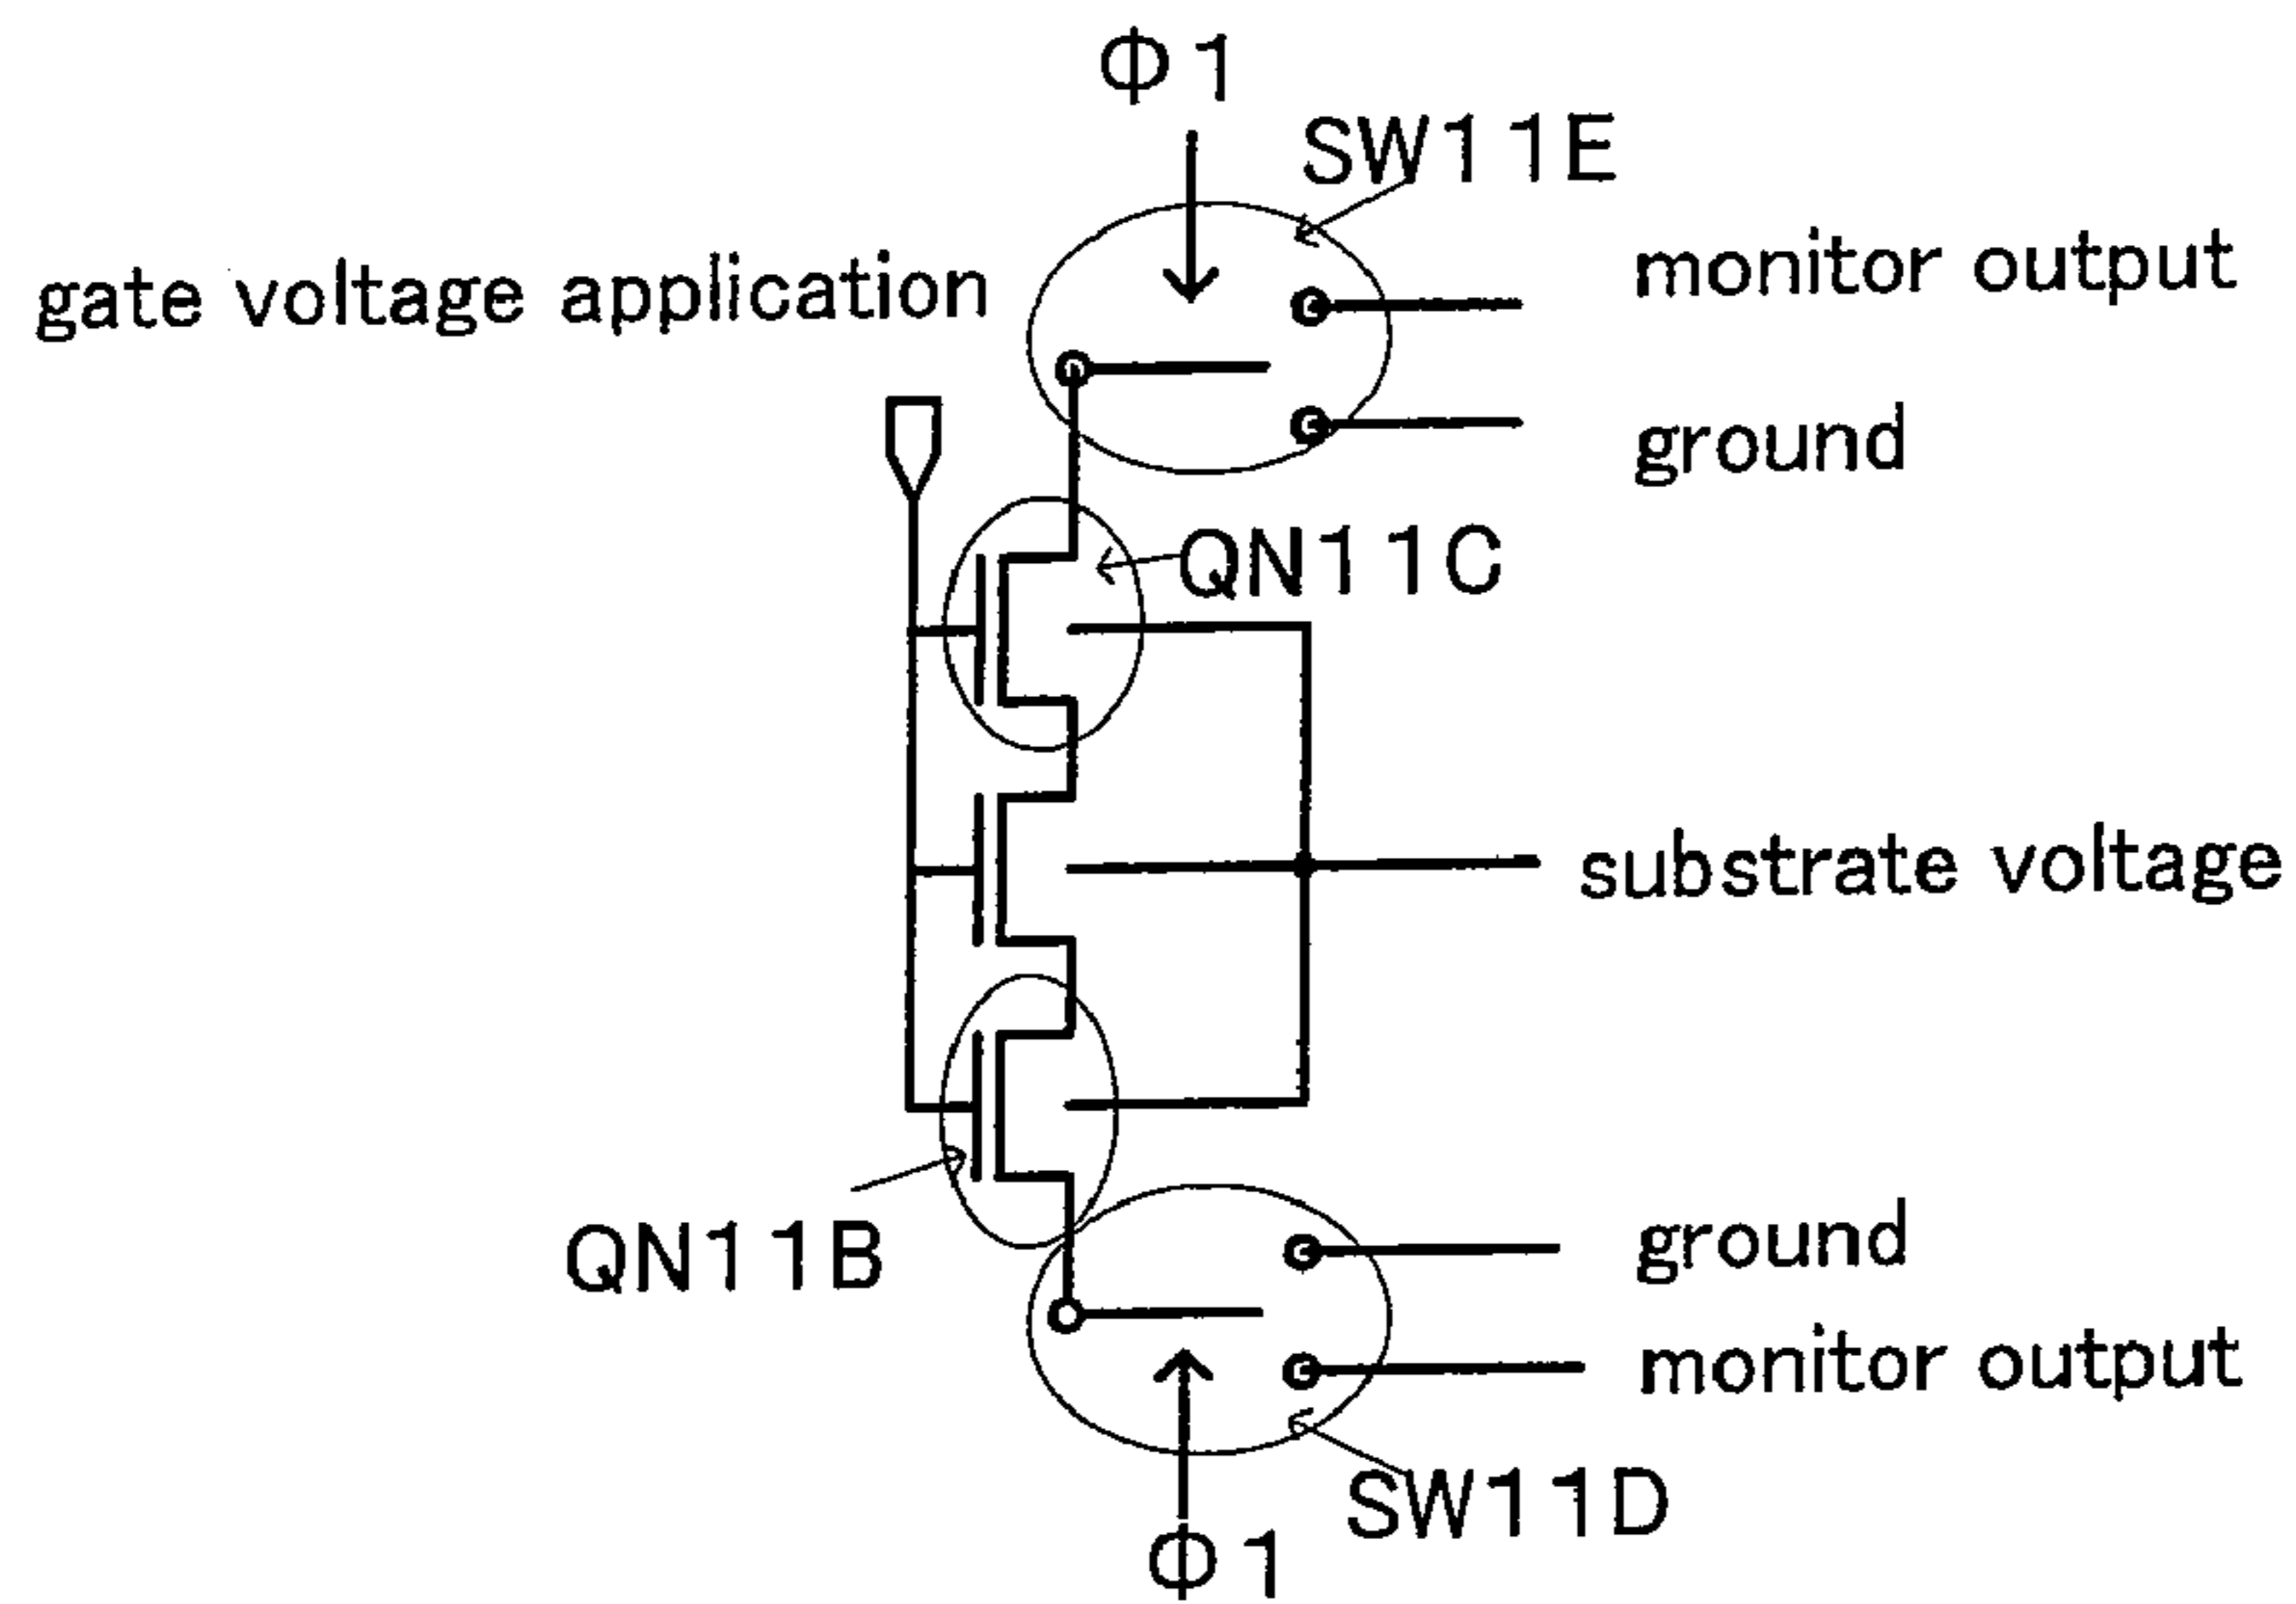 Φ1
SW11E
monitor output
gate voltage application
ground
QN11C
substrate voltage
ground
QN11B
monitor output
SW11D
Φ1